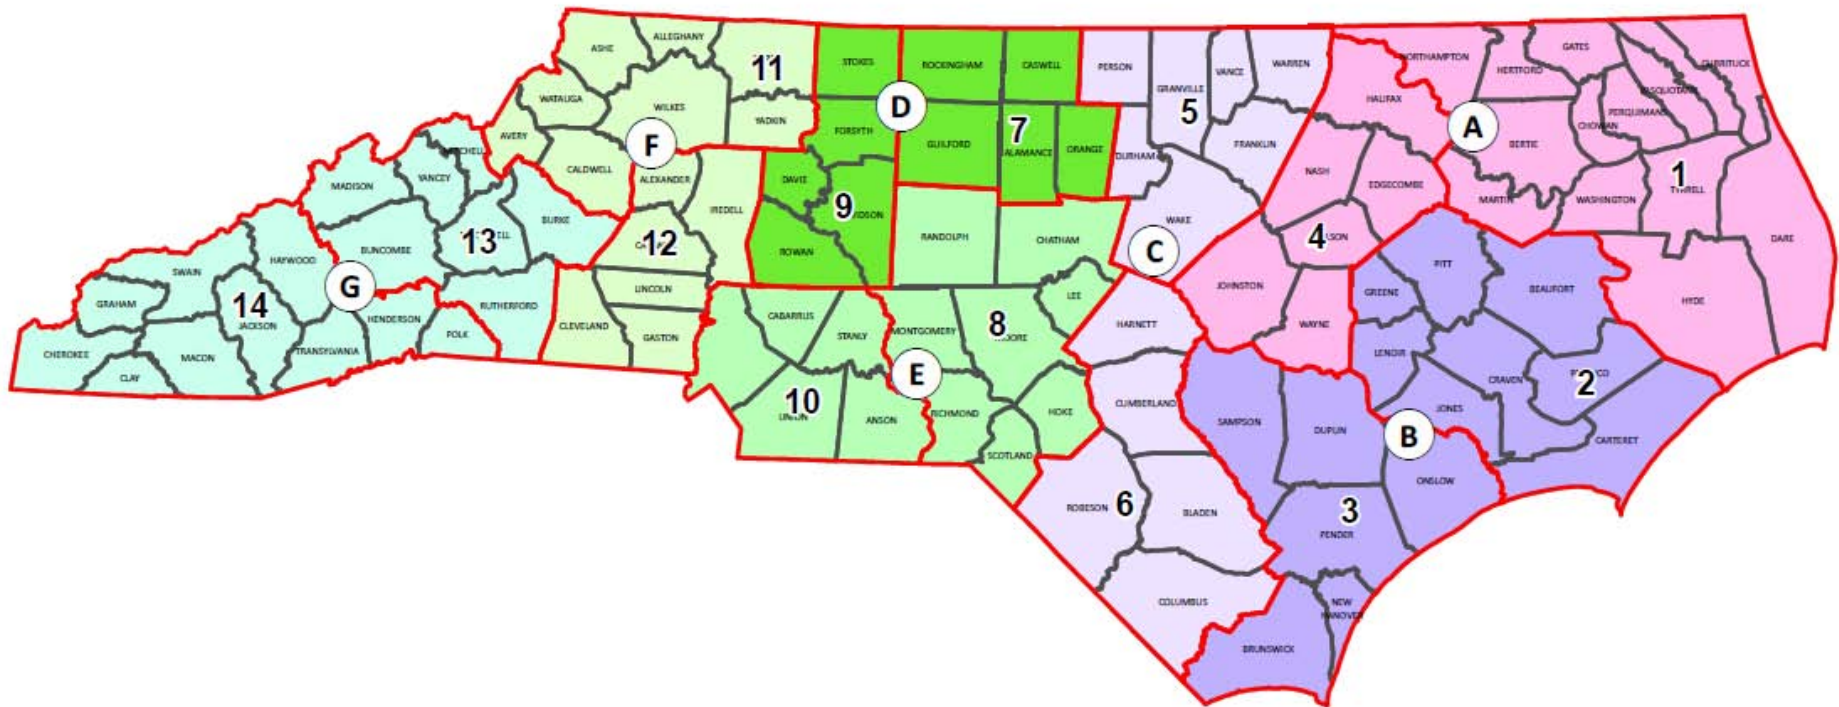 ASHE
ALLEGHANY
11
STOKES
ROCKINGHAM
CASWELL
PERSON
GRANVILLE
VANCE
WARREN
NORTHAMPTON
GATES
HERTFORD
CURRITUCK
PASQUOTANK
PERQUIMANS
CHOWAN
HALIFAX
A
BERTIE
WATAUGA
WILKES
YADKIN
D
FORSYTH
GUILFORD
7
ALAMANCE
ORANGE
DURHAM
5
FRANKLIN
AVERY
F
CALDWELL
ALEXANDER
IREDELL
DAVIE
9
ROWAN
RANDOLPH
CHATHAM
WAKE
C
NASH
EDGECOMBE
MARTIN
WASHINGTON
1
TYRRELL
DARE
HYDE
4
JOHNSTON
WAYNE
MITCHELL
YANCEY
MADISON
BURKE
BUNCOMBE
13
12
HAYWOOD
SWAIN
GRAHAM
14
JACKSON
G
HENDERSON
TRANSYLVANIA
POLK
RUTHERFORD
CLEVELAND
LINCOLN
GASTON
CHEROKEE
CLAY
MACON
CABARRUS
STANLY
MONTGOMERY
8
MOORE
LEE
HARNETT
E
10
UNION
ANSON
RICHMOND
HOKE
SCOTLAND
CUMBERLAND
ROBESON
6
BLADEN
COLUMBUS
PITT
GREENE
BEAUFORT
LENOIR
CRAVEN
2
JONES
CARTERET
B
SAMPSON
DUPLIN
ONSLOW
3
PENDER
NEW
HANOVER
BRUNSWICK